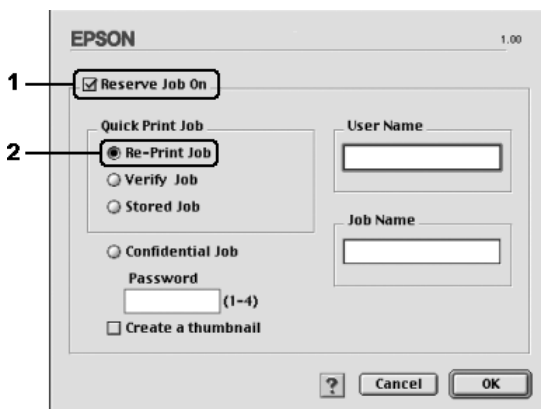 EPSON
1.00
1
Reserve Job On
Quick Print Job
2
Re-Print Job
Verify Job
Stored Job
User Name
Job Name
Confidential Job
Password
(1-4)
Create a thumbnail
?
Cancel
OK